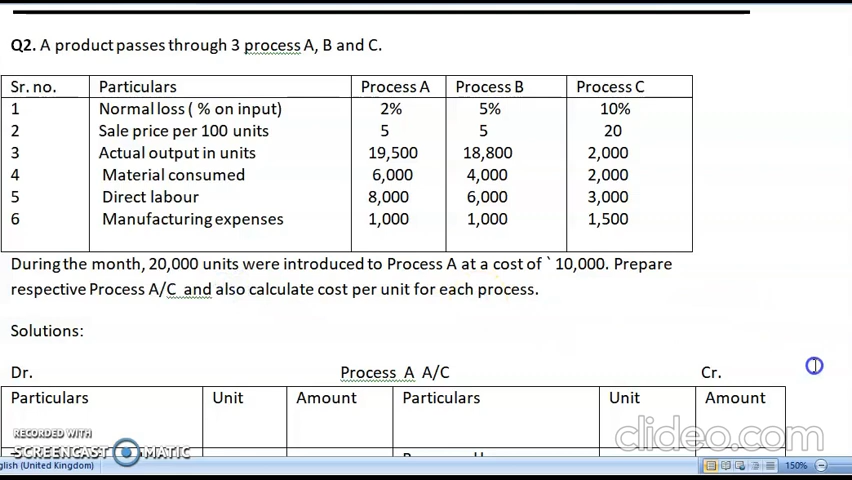 Q2. A product passes through 3 process A, B and C.
Sr. no. Particulars Process A Process B Process C
1 Normal loss ( % on input) 2% 5% 10%
2 Sale price per 100 units 5 5 20
3 Actual output in units 19,500 18,800 2,000
4 Material consumed 6,000 4,000 2,000
5 Direct labour 8,000 6,000 3,000
6 Manufacturing expenses 1,000 1,000 1,500
During the month, 20,000 units were introduced to Process A at a cost of ` 10,000. Prepare
respective Process A/C and also calculate cost per unit for each process.
Solutions:
Dr. Process A A/C Cr.
Particulars Unit Amount Particulars Unit Amount
RECORDED WITH
SCREENCAST MATIC
clideo.com
glish (United Kingdom) 150%